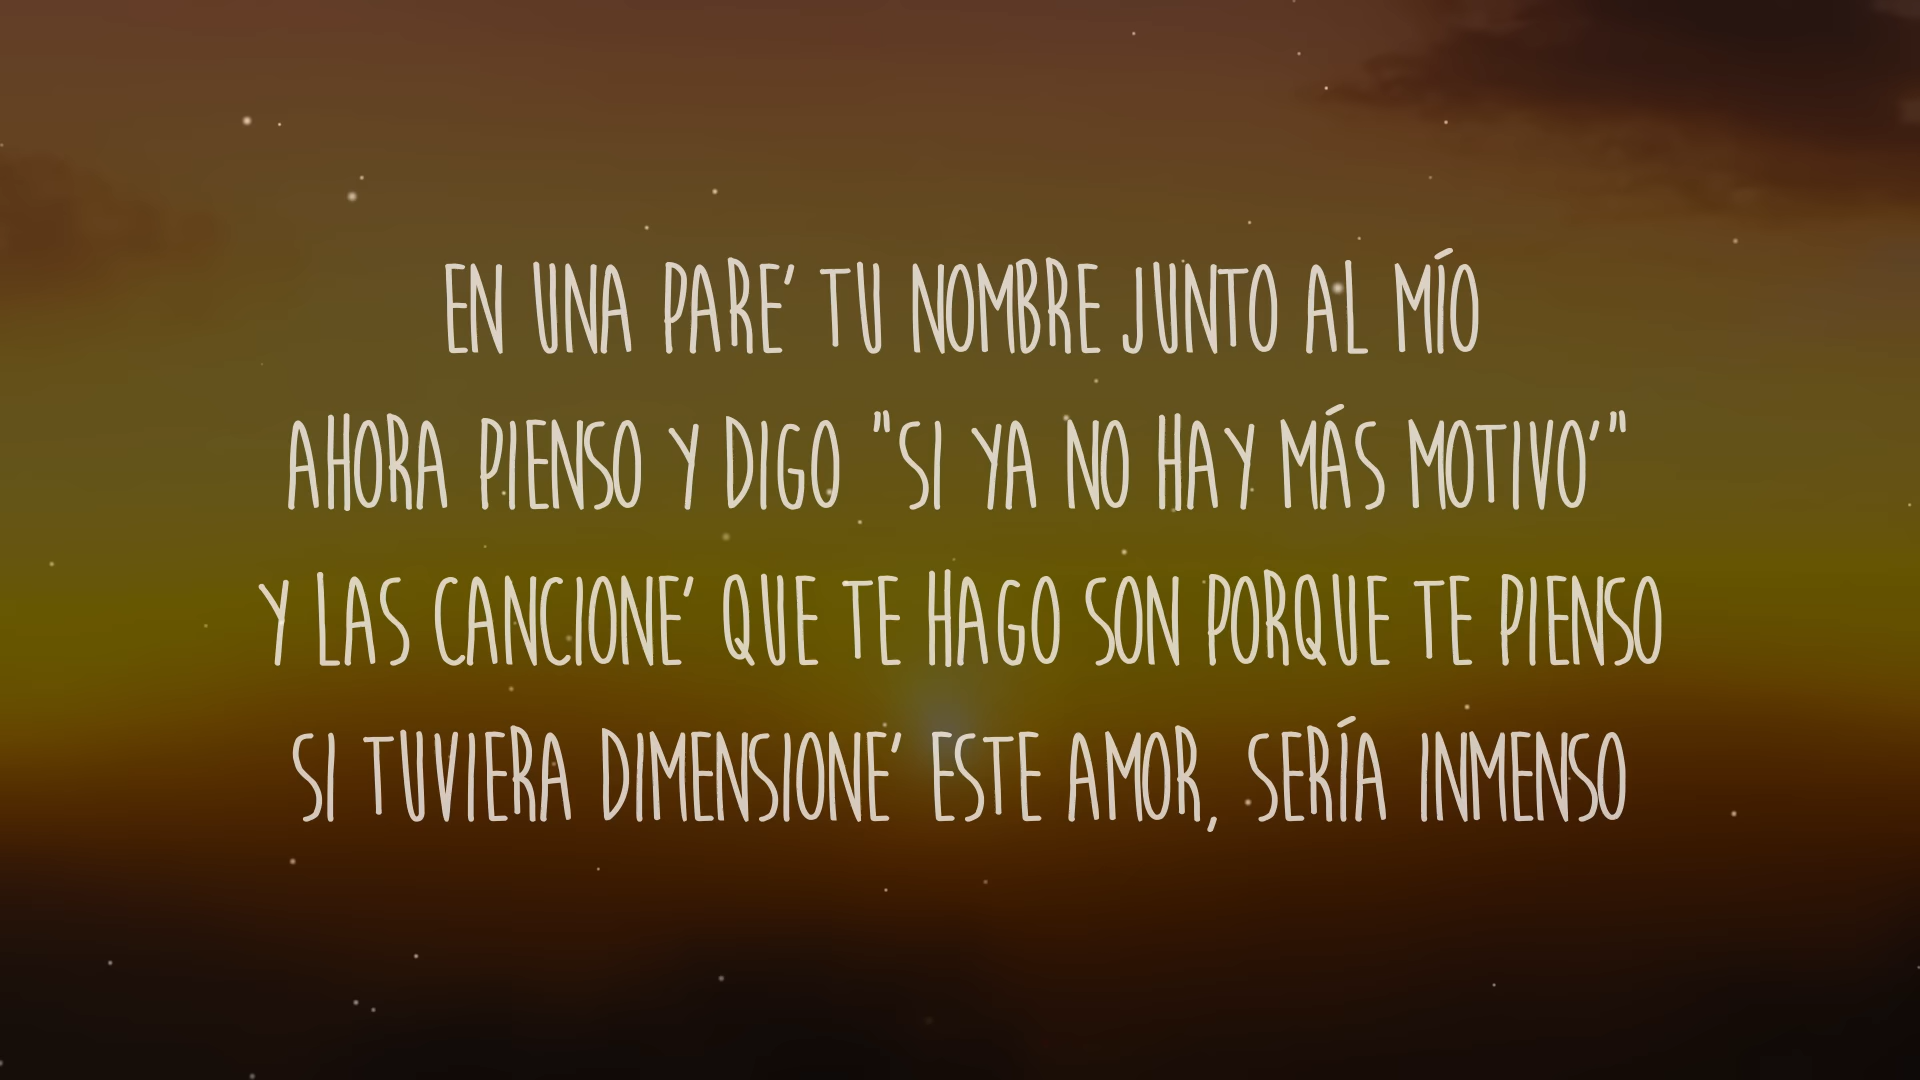 EN UNA PARE' TU NOMBRE JUNTO AL MÍO
AHORA PIENSO Y DIGO "SI YA NO HAY MÁS MOTIVO'"
Y LAS CANCIONE' QUE TE HAGO SON PORQUE TE PIENSO
SI TUVIERA DIMENSIONE' ESTE AMOR, SERÍA INMENSO